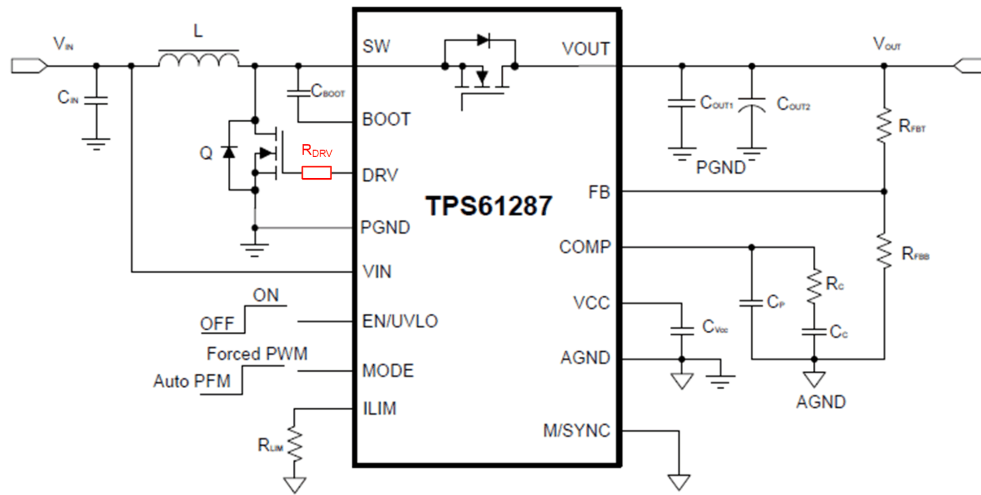 L
VIN
CIN
Q
RDRV
CBOOT
SW
BOOT
DRV
PGND
VIN
EN/UVLO
MODE
ILIM
ON
OFF
Forced PWM
Auto PFM
RLIM
TPS61287
VOUT
FB
COMP
VCC
AGND
M/SYNC
VOUT
COUT1
COUT2
PGND
RFBT
RFBB
CP
RC
CC
CVcc
AGND